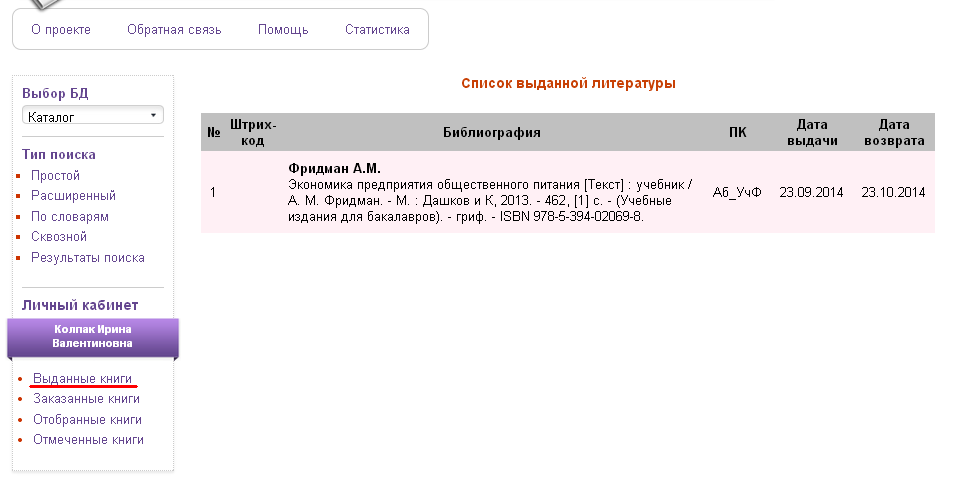 О проекте Обратная связь Помощь Статистика
Выбор БД
Каталог
Тип поиска
Простой
Расширенный
По словарям
Сквозной
Результаты поиска
Личный кабинет
Колпак Ирина
Валентиновна
Выданные книги
Заказанные книги
Отобранные книги
Отмеченные книги
Список выданной литературы
№ Штрих-код Библиография ПК Дата выдачи Дата возврата
Фридман А.М.
1 Экономика предприятия общественного питания [Текст] : учебник / Аб_УчФ 23.09.2014 23.10.2014
А. М. Фридман. - М. : Дашков и К, 2013. - 462, [1] с. - (Учебные
издания для бакалавров). - гриф. - ISBN 978-5-394-02069-8.